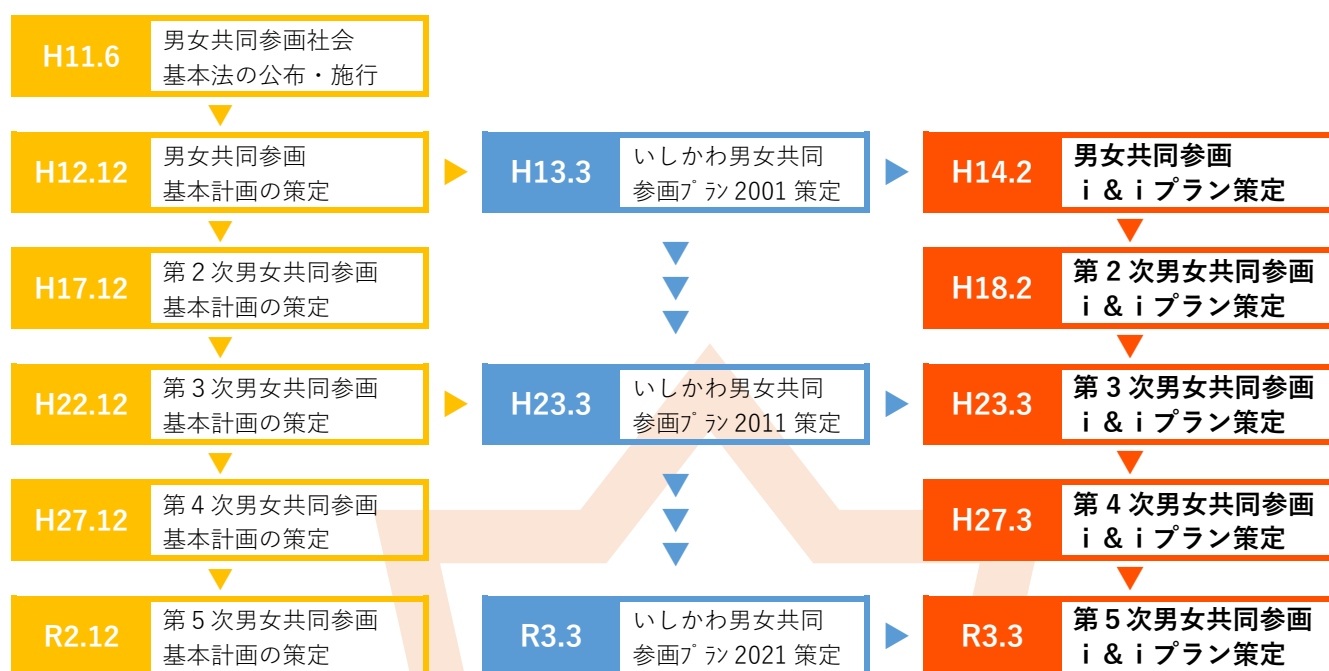 H11.6
男女共同参画社会
基本法の公布・施行
H12.12
男女共同参画
基本計画の策定
H13.3
いしかわ男女共同
参画ﾌﾟﾗﾝ 2001 策定
H14.2
男女共同参画
ｉ＆ｉプラン策定
H17.12
第２次男女共同参画
基本計画の策定
H18.2
第２次男女共同参画
ｉ＆ｉプラン策定
H22.12
第３次男女共同参画
基本計画の策定
H23.3
いしかわ男女共同
参画ﾌﾟﾗﾝ 2011 策定
H23.3
第３次男女共同参画
ｉ＆ｉプラン策定
H27.12
第４次男女共同参画
基本計画の策定
H27.3
第４次男女共同参画
ｉ＆ｉプラン策定
R2.12
第５次男女共同参画
基本計画の策定
R3.3
いしかわ男女共同
参画ﾌﾟﾗﾝ 2021 策定
R3.3
第５次男女共同参画
ｉ＆ｉプラン策定